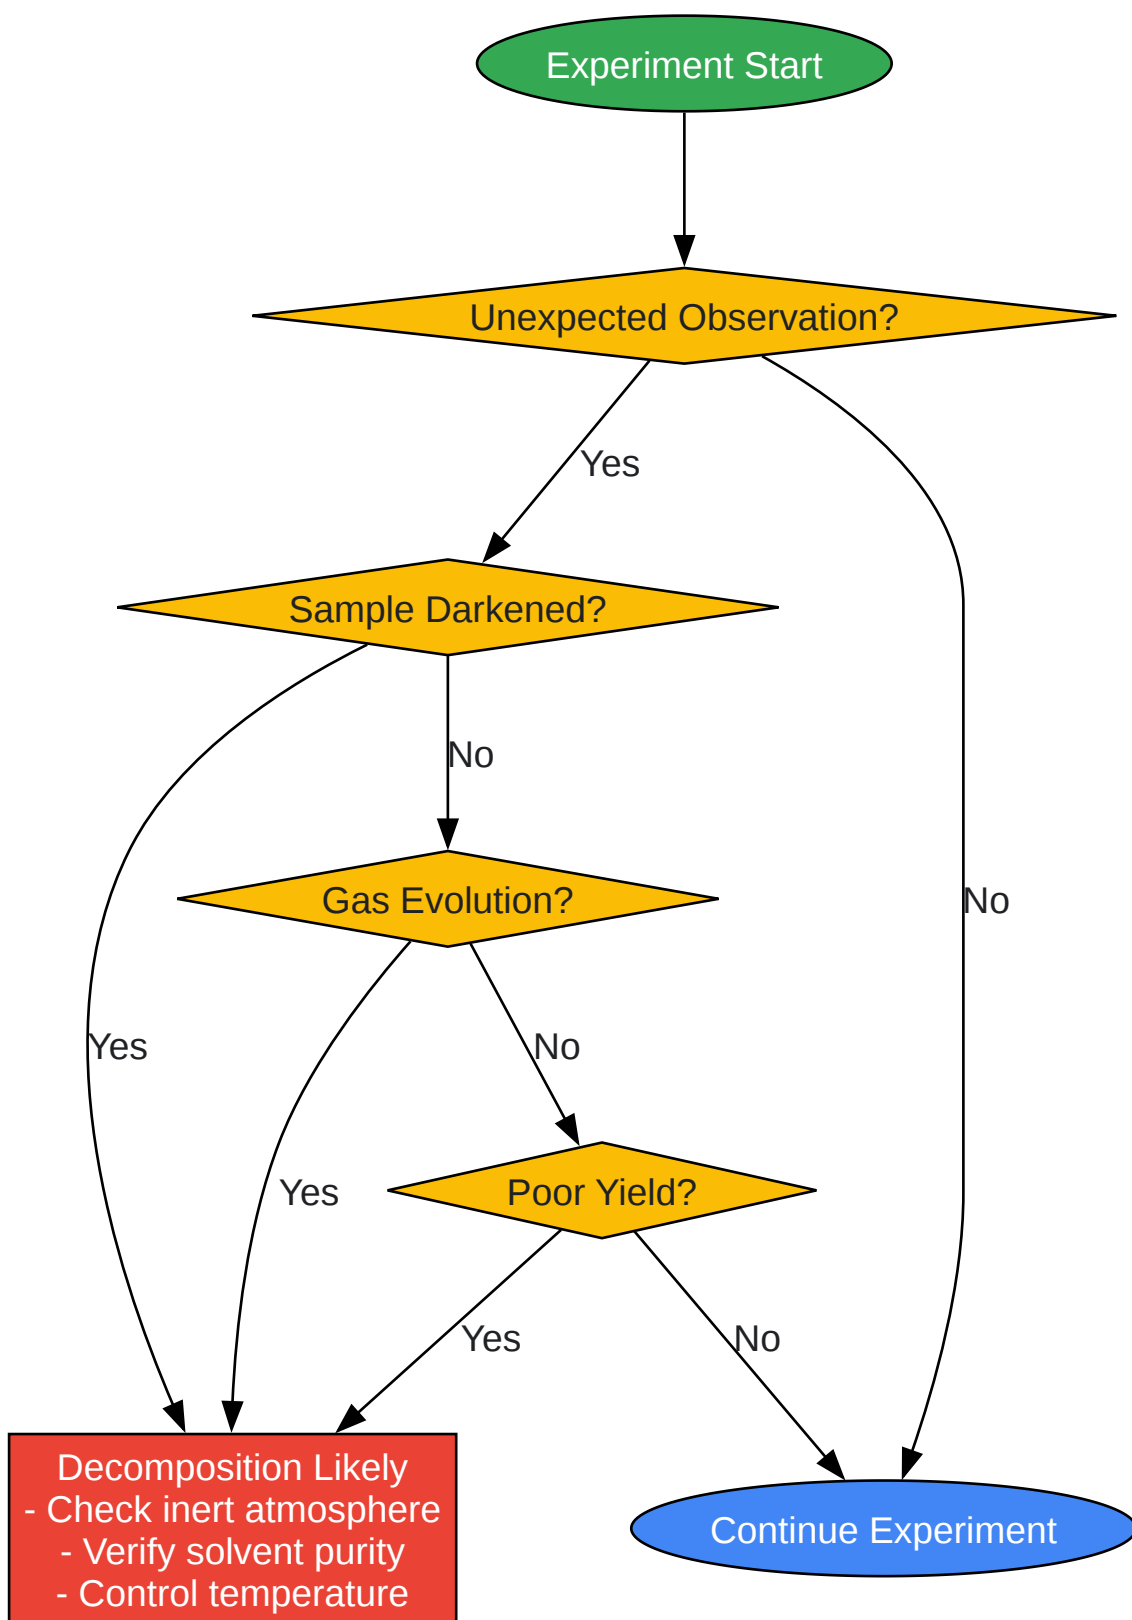 Experiment Start
Unexpected Observation?
Yes
Sample Darkened?
No
Gas Evolution?
No
Yes
No
Yes
Poor Yield?
Yes
No
Decomposition Likely
- Check inert atmosphere
- Verify solvent purity
- Control temperature
Continue Experiment